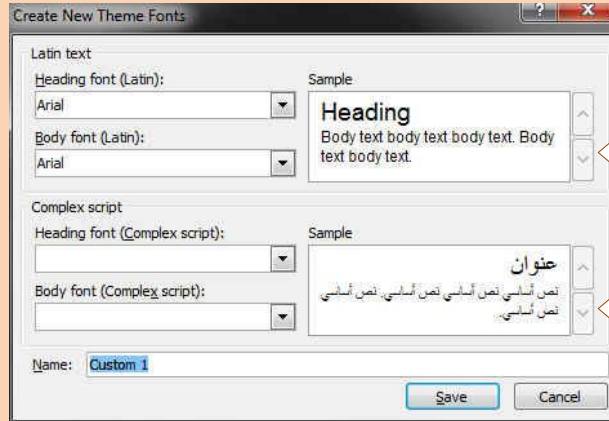 Create New Theme Fonts
?
Latin text
Heading font (Latin):
Arial
Body font (Latin):
Arial
Sample
Heading
Body text body text body text. Body
text body text.
Complex script
Heading font (Complex script):
Body font (Complex script):
Sample
عنوان
نص أساسي نص أساسي نص أساسي. نص أساسي
نص أساسي.
Name:
Custom 1
Save
Cancel